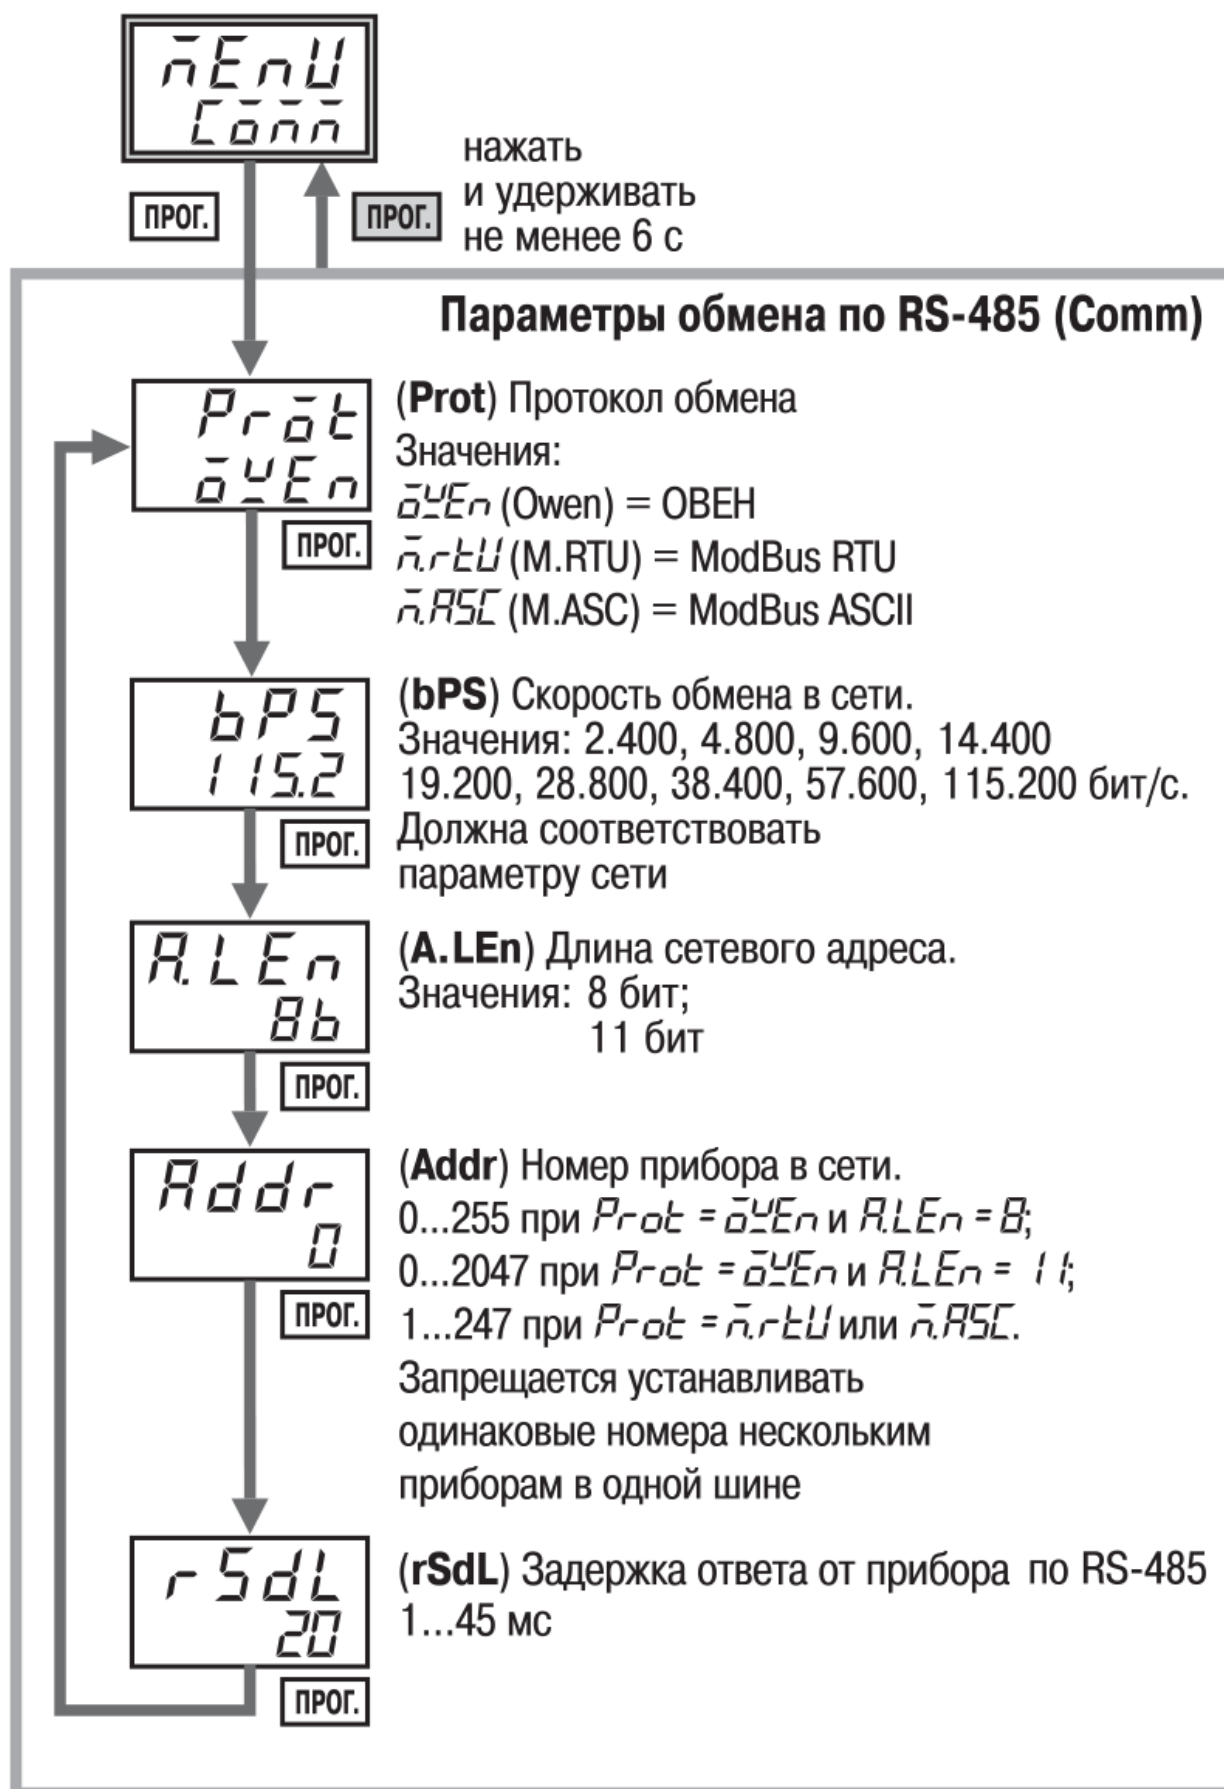 mEnU
Comm
нажать
и удерживать
не менее 6 с
ПРОГ.
ПРОГ.
Параметры обмена по RS-485 (Comm)
Prot
oWEn
ПРОГ.
(Prot) Протокол обмена
Значения:
oWEn (Owen) = ОВЕН
m.rtU (M.RTU) = ModBus RTU
m.ASC (M.ASC) = ModBus ASCII
bPS
115.2
ПРОГ.
(bPS) Скорость обмена в сети.
Значения: 2.400, 4.800, 9.600, 14.400
19.200, 28.800, 38.400, 57.600, 115.200 бит/с.
Должна соответствовать
параметру сети
A.LEn
8b
ПРОГ.
(A.LEn) Длина сетевого адреса.
Значения: 8 бит;
11 бит
Addr
0
ПРОГ.
(Addr) Номер прибора в сети.
0...255 при Prot = oWEn и A.LEn = 8;
0...2047 при Prot = oWEn и A.LEn = 11;
1...247 при Prot = m.rtU или m.ASC.
Запрещается устанавливать
одинаковые номера нескольким
приборам в одной шине
rSdL
20
ПРОГ.
(rSdL) Задержка ответа от прибора по RS-485
1...45 мс